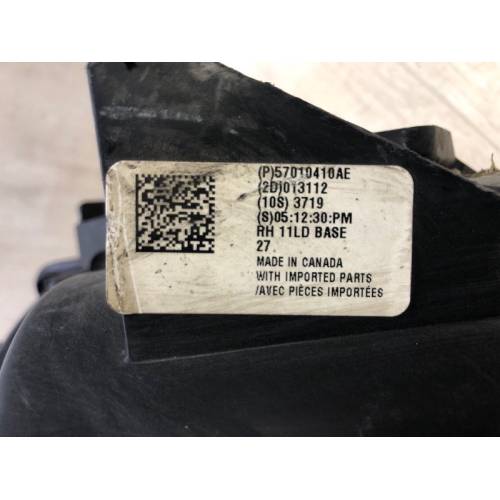 (P)57010410AE
(2D)013112
(10S) 3719
(S)05:12:30:PM
RH 11LD BASE
27
MADE IN CANADA
WITH IMPORTED PARTS
/AVEC PIÈCES IMPORTÉES